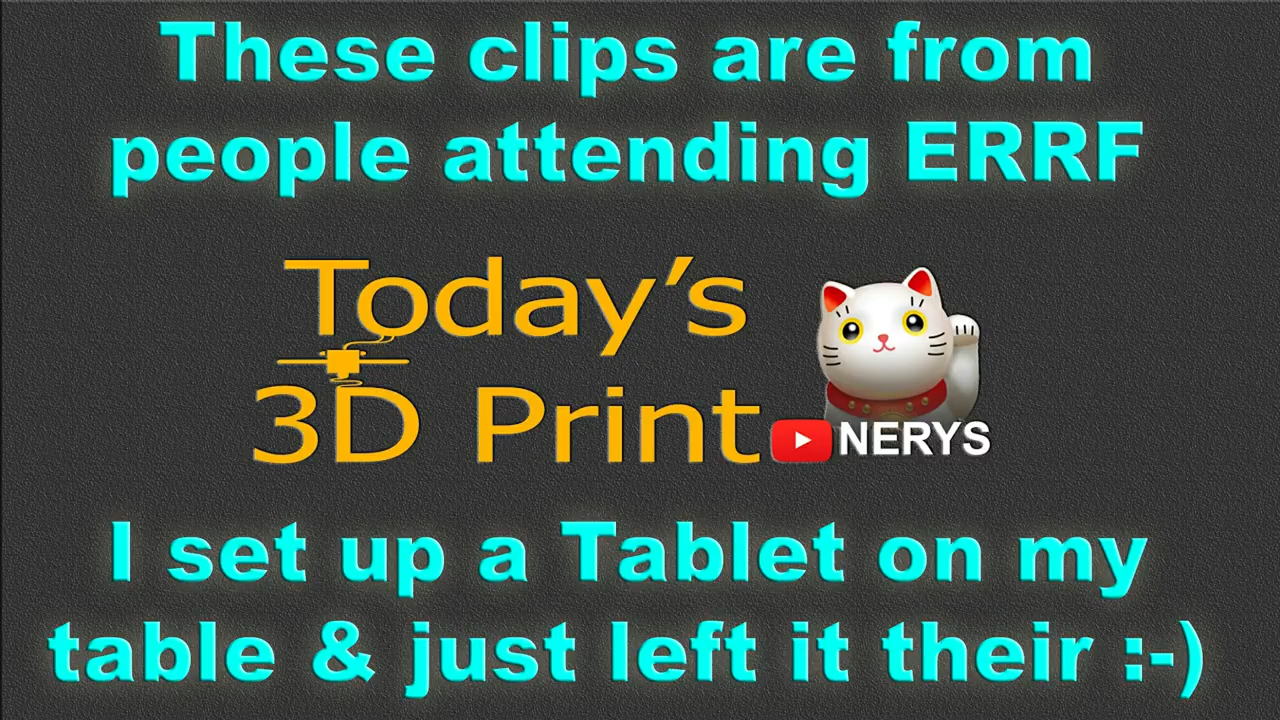 These clips are from
people attending ERRF
Today's
3D Print
NERYS
I set up a Tablet on my
table & just left it their :-)